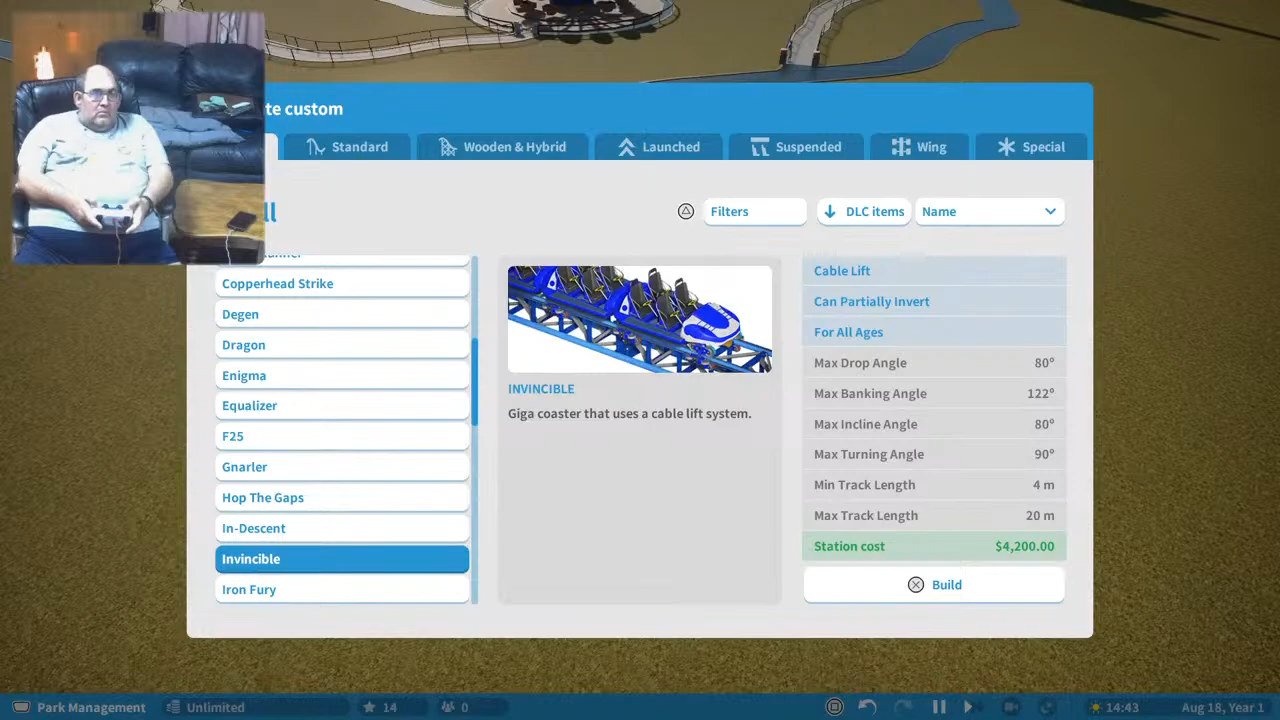 te custom
Standard
Wooden & Hybrid
Launched
Suspended
Wing
Special
Filters
DLC items
Name
Copperhead Strike
Degen
Dragon
Enigma
Equalizer
F25
Gnarler
Hop The Gaps
In-Descent
Invincible
Iron Fury
INVINCIBLE
Giga coaster that uses a cable lift system.
Cable Lift
Can Partially Invert
For All Ages
Max Drop Angle 80°
Max Banking Angle 122°
Max Incline Angle 80°
Max Turning Angle 90°
Min Track Length 4 m
Max Track Length 20 m
Station cost $4,200.00
Build
Park Management
Unlimited
14
0
14:43
Aug 18, Year 1